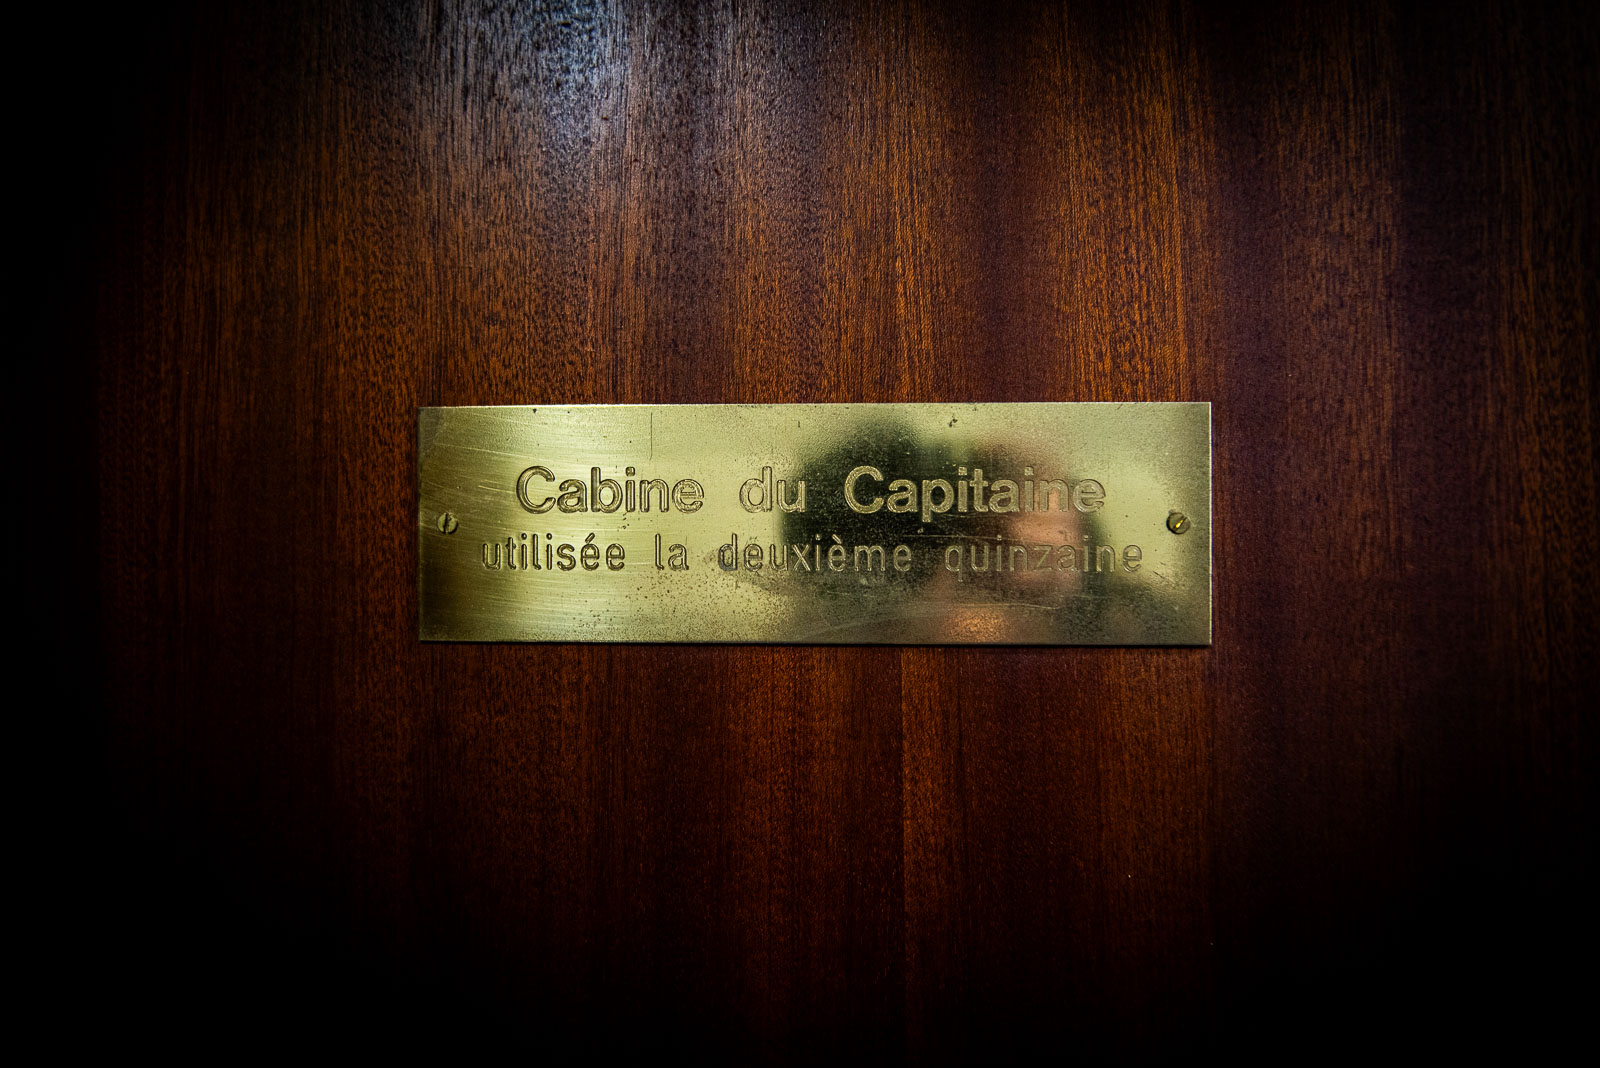 Cabine du Capitaine
utilisée la deuxième quinzaine